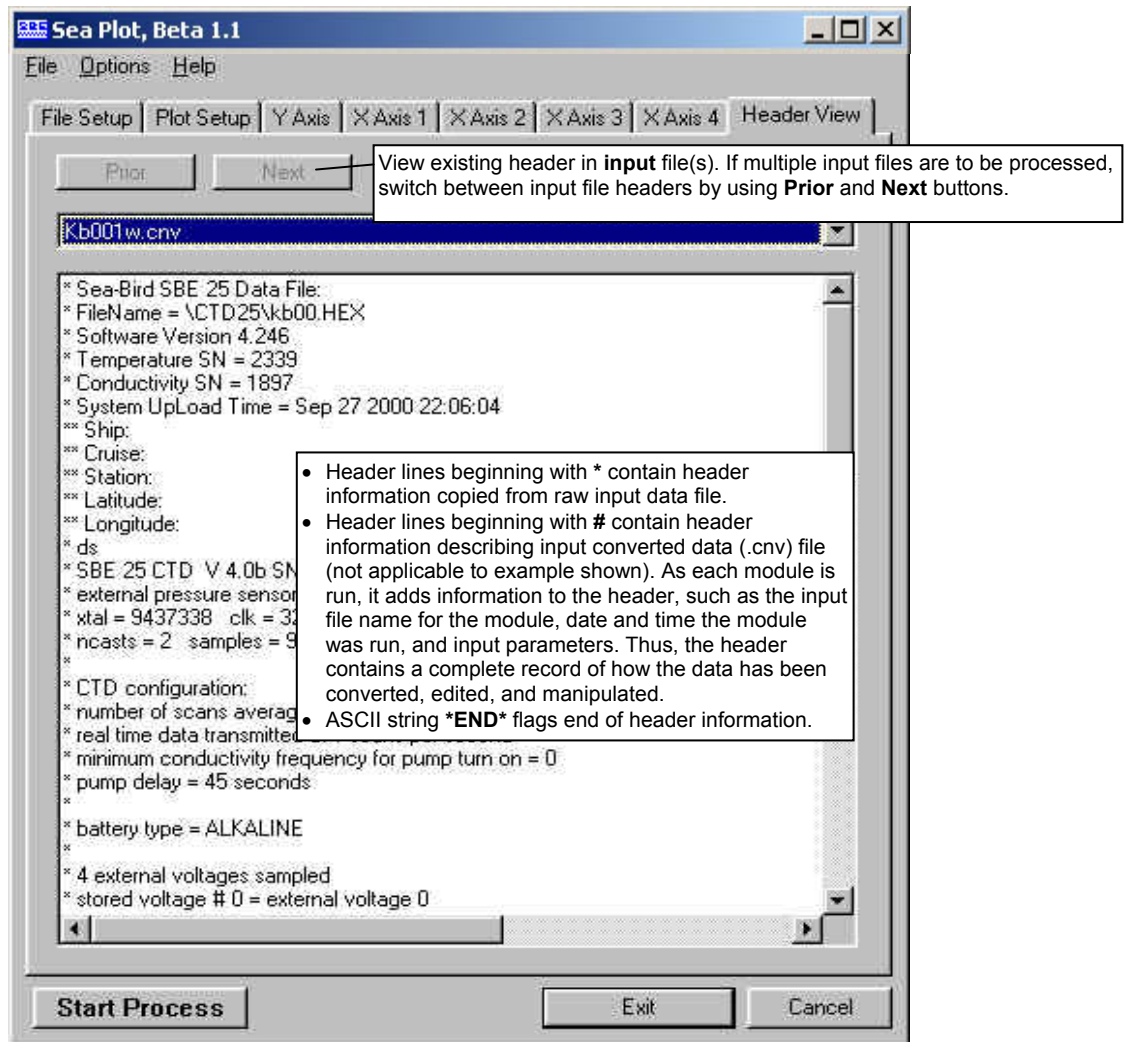 Sea Plot, Beta 1.1
File Options Help
File Setup Plot Setup Y Axis X Axis 1 X Axis 2 X Axis 3 X Axis 4 Header View
Prior Next
View existing header in input file(s). If multiple input files are to be processed,
switch between input file headers by using Prior and Next buttons.
Kb001w.cnv
* Sea-Bird SBE 25 Data File:
* FileName = \CTD25\kb00.HEX
* Software Version 4.246
* Temperature SN = 2339
* Conductivity SN = 1897
* System UpLoad Time = Sep 27 2000 22:06:04
** Ship:
** Cruise:
** Station:
** Latitude:
** Longitude:
* ds
* SBE 25 CTD V 4.0b SN
* external pressure sensor
* xtal = 9437338 clk = 32
* ncasts = 2 samples = 9
*
* CTD configuration:
* number of scans averag
* real time data transmitted
* minimum conductivity frequency for pump turn on = 0
* pump delay = 45 seconds
*
* battery type = ALKALINE
*
* 4 external voltages sampled
* stored voltage # 0 = external voltage 0
• Header lines beginning with * contain header
information copied from raw input data file.
• Header lines beginning with # contain header
information describing input converted data (.cnv) file
(not applicable to example shown). As each module is
run, it adds information to the header, such as the input
file name for the module, date and time the module
was run, and input parameters. Thus, the header
contains a complete record of how the data has been
converted, edited, and manipulated.
• ASCII string *END* flags end of header information.
Start Process Exit Cancel